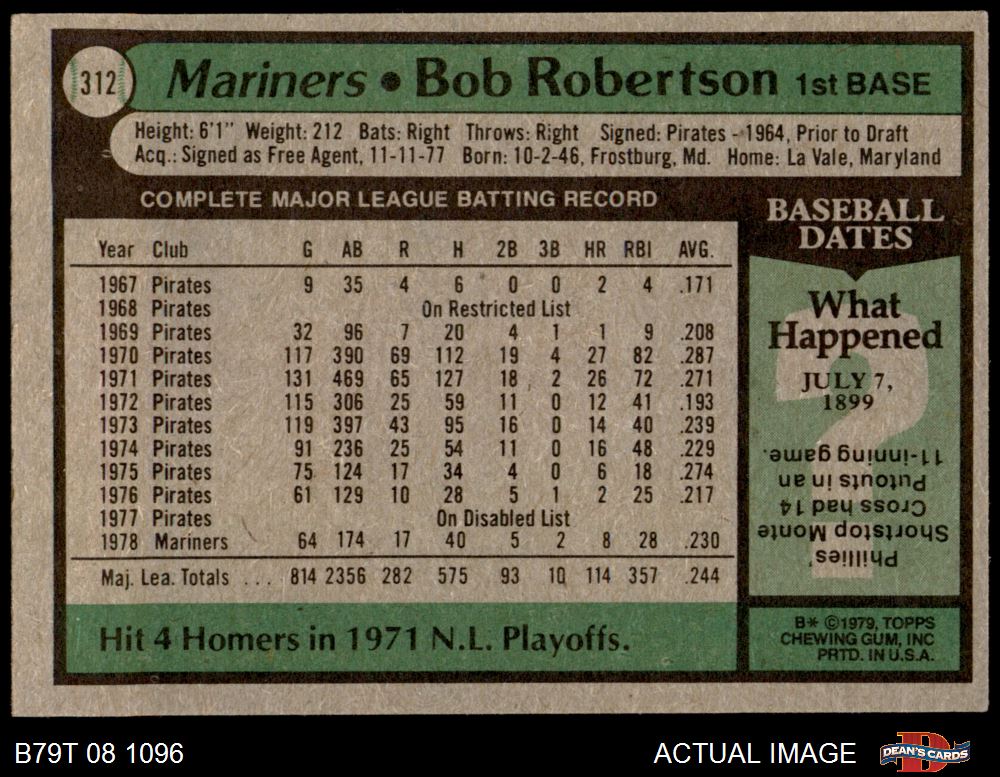 312
Mariners • Bob Robertson 1st BASE
Height: 6'1" Weight: 212 Bats: Right Throws: Right Signed: Pirates - 1964, Prior to Draft
Acq.: Signed as Free Agent, 11-11-77 Born: 10-2-46, Frostburg, Md. Home: La Vale, Maryland
COMPLETE MAJOR LEAGUE BATTING RECORD
Year Club G AB R H 2B 3B HR RBI AVG.
1967 Pirates 9 35 4 6 0 0 2 4 .171
1968 Pirates On Restricted List
1969 Pirates 32 96 7 20 4 1 1 9 .208
1970 Pirates 117 390 69 112 19 4 27 82 .287
1971 Pirates 131 469 65 127 18 2 26 72 .271
1972 Pirates 115 306 25 59 11 0 12 41 .193
1973 Pirates 119 397 43 95 16 0 14 40 .239
1974 Pirates 91 236 25 54 11 0 16 48 .229
1975 Pirates 75 124 17 34 4 0 6 18 .274
1976 Pirates 61 129 10 28 5 1 2 25 .217
1977 Pirates On Disabled List
1978 Mariners 64 174 17 40 5 2 8 28 .230
Maj. Lea. Totals ... 814 2356 282 575 93 10 114 357 .244
Hit 4 Homers in 1971 N.L. Playoffs.
BASEBALL
DATES
What
Happened
JULY 7,
1899
?
Phillies'
Shortstop Monte
Cross had 14
Putouts in an
11-inning game.
B* ©1979, TOPPS
CHEWING GUM, INC
PRTD. IN U.S.A.
B79T 08 1096
ACTUAL IMAGE
D
DEAN'S CARDS